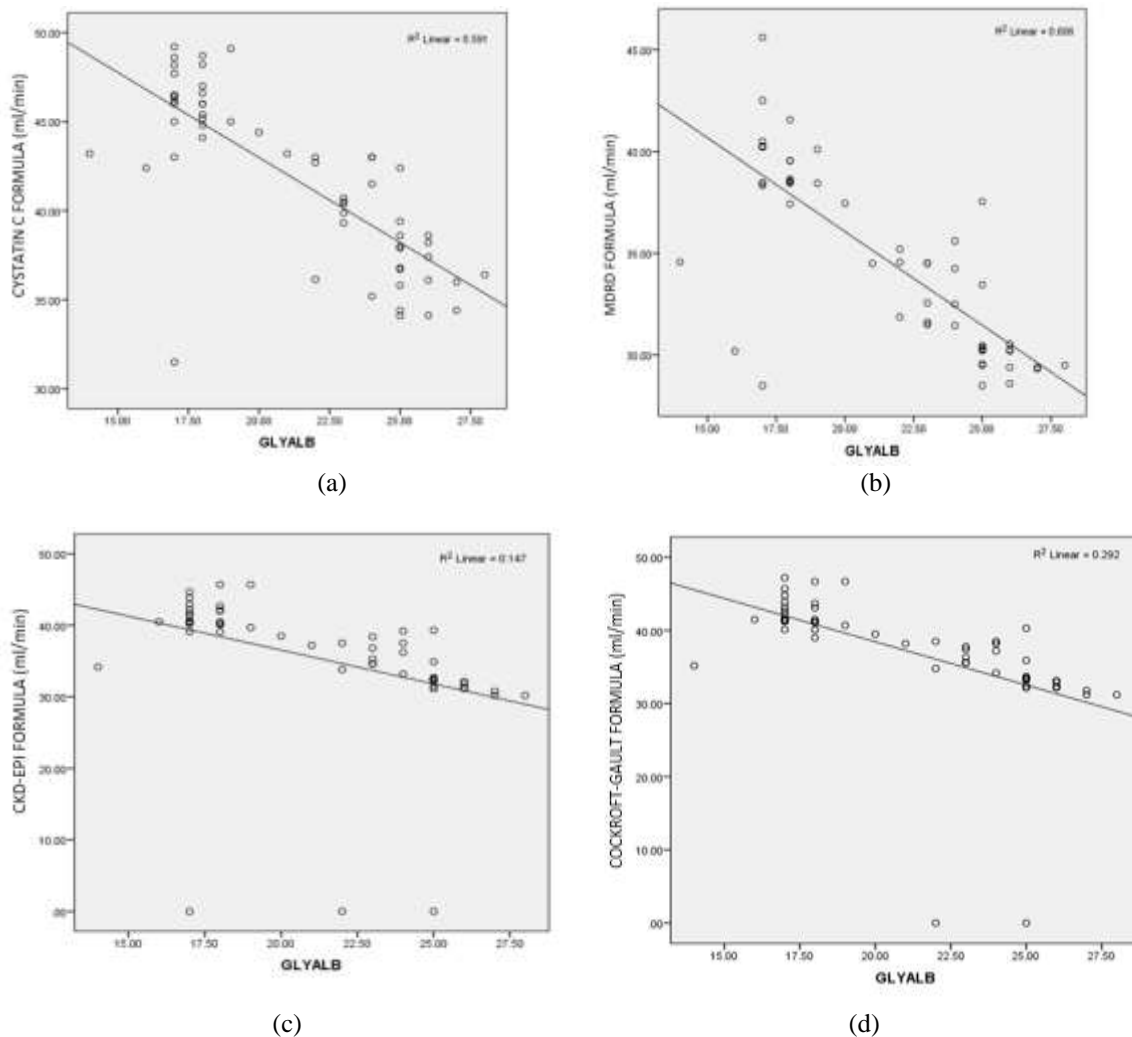 R² Linear = 0.591
CYSTATIN C FORMULA (ml/min)
50.00
45.00
40.00
35.00
30.00
15.00 17.50 20.00 22.50 25.00 27.50
GLYALB
(a)
R² Linear =
MDRD FORMULA (ml/min)
45.00
40.00
35.00
30.00
15.00 17.50 20.00 22.50 25.00 27.50
GLYALB
(b)
R² Linear = 0.147
CKD-EPI FORMULA (ml/min)
50.00
40.00
30.00
20.00
10.00
.00
15.00 17.50 20.00 22.50 25.00 27.50
GLYALB
(c)
R² Linear = 0.292
COCKROFT-GAULT FORMULA (ml/min)
50.00
40.00
30.00
20.00
10.00
.00
15.00 17.50 20.00 22.50 25.00 27.50
GLYALB
(d)